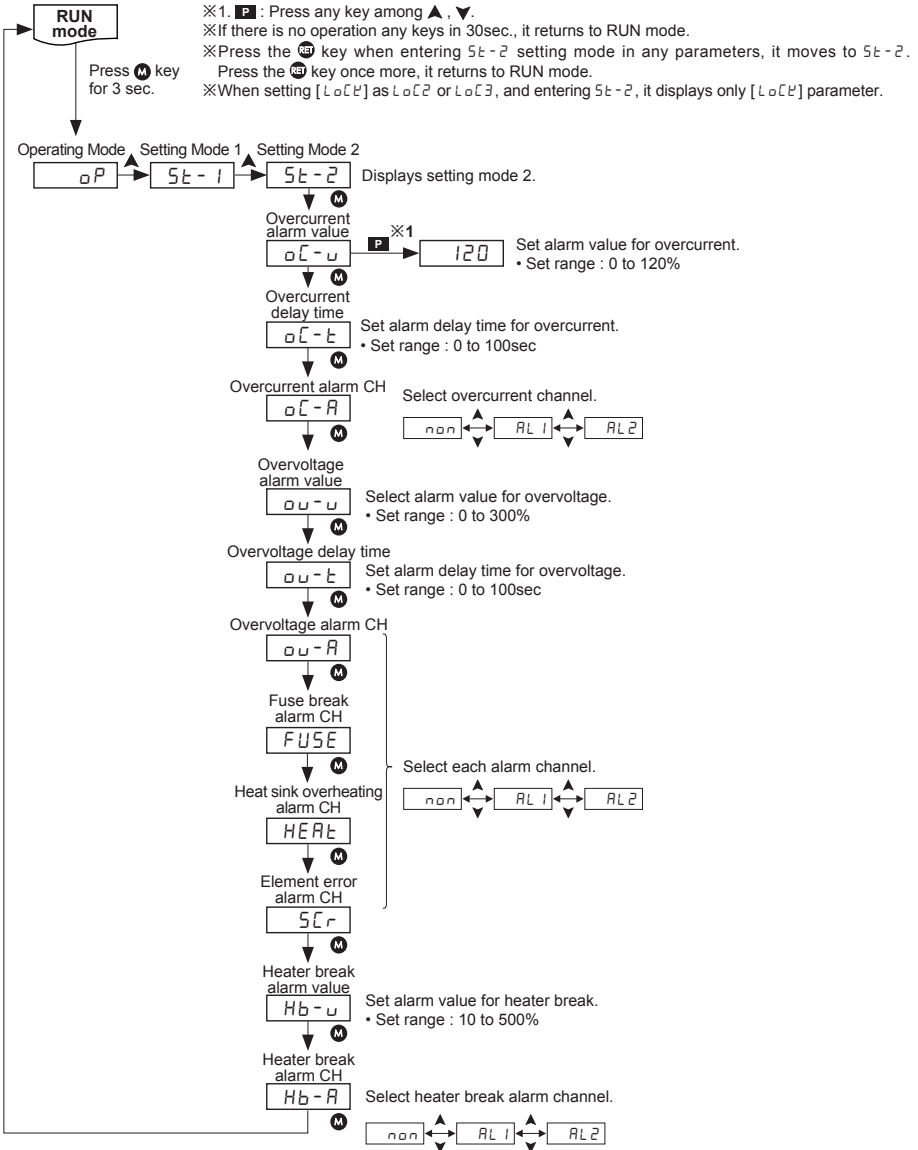 RUN
mode
※1. P : Press any key among ▲ , ▼.
※If there is no operation any keys in 30sec., it returns to RUN mode.
※Press the RET key when entering St-2 setting mode in any parameters, it moves to St-2.
Press the RET key once more, it returns to RUN mode.
※When setting [LoCY] as LoC2 or LoC3, and entering St-2, it displays only [LoCY] parameter.
Press M key
for 3 sec.
Operating Mode
Setting Mode 1
Setting Mode 2
oP
St-1
St-2
Displays setting mode 2.
M
Overcurrent
alarm value
oC-v
P
※1
120
Set alarm value for overcurrent.
• Set range : 0 to 120%
M
Overcurrent
delay time
oC-t
Set alarm delay time for overcurrent.
• Set range : 0 to 100sec
M
Overcurrent alarm CH
oC-A
Select overcurrent channel.
non
AL1
AL2
M
Overvoltage
alarm value
ov-v
Select alarm value for overvoltage.
• Set range : 0 to 300%
M
Overvoltage delay time
ov-t
Set alarm delay time for overvoltage.
• Set range : 0 to 100sec
M
Overvoltage alarm CH
ov-A
M
Fuse break
alarm CH
FUSE
M
Heat sink overheating
alarm CH
HEAt
M
Element error
alarm CH
SCr
Select each alarm channel.
non
AL1
AL2
M
Heater break
alarm value
Hb-v
Set alarm value for heater break.
• Set range : 10 to 500%
M
Heater break
alarm CH
Hb-A
Select heater break alarm channel.
M
non
AL1
AL2